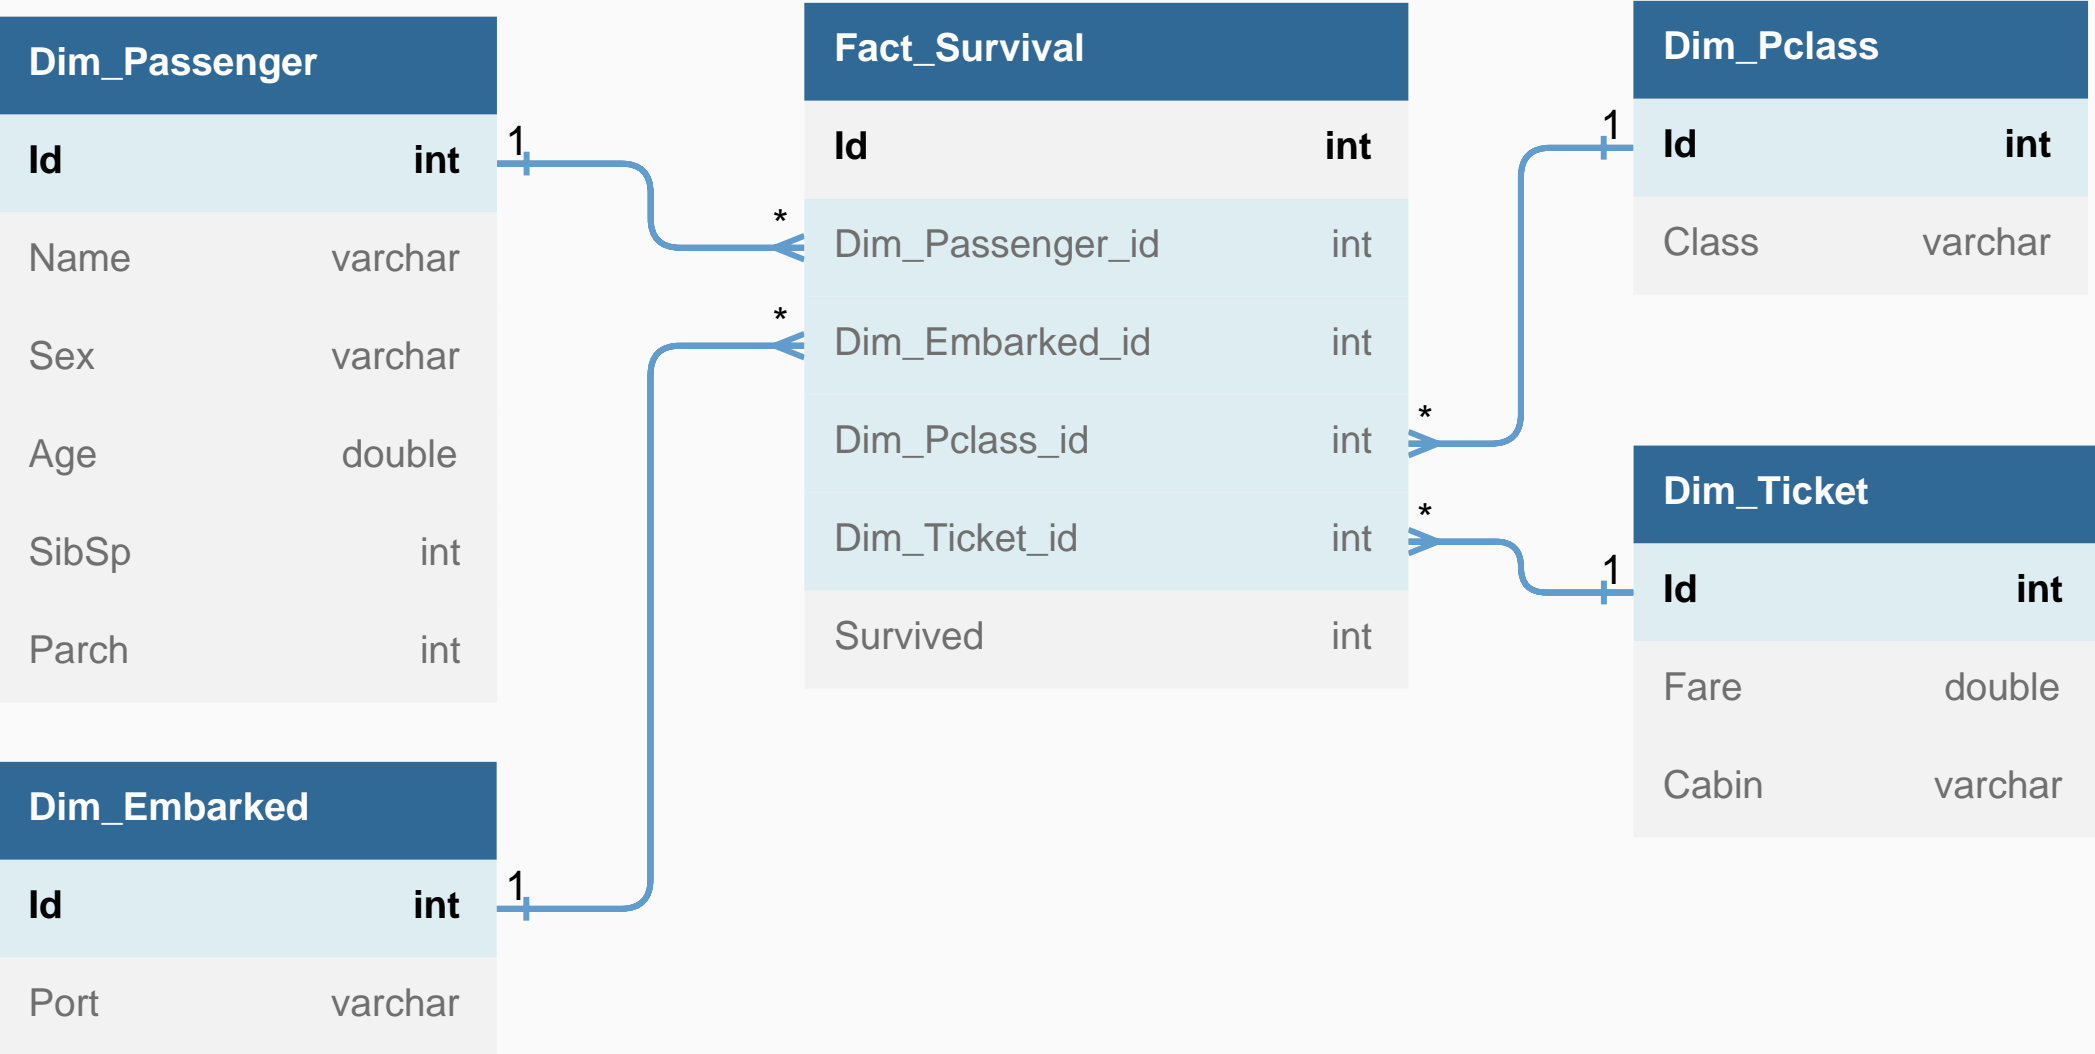 Dim_Passenger
Id int
Name varchar
Sex varchar
Age double
SibSp int
Parch int
Dim_Embarked
Id int
Port varchar
1
*
*
1
Fact_Survival
Id int
Dim_Passenger_id int
Dim_Embarked_id int
Dim_Pclass_id int
Dim_Ticket_id int
Survived int
1
*
*
1
Dim_Pclass
Id int
Class varchar
Dim_Ticket
Id int
Fare double
Cabin varchar